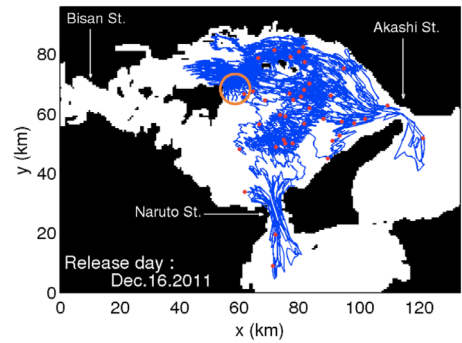 Bisan St.
Akashi St.
80
60
y (km)
40
Naruto St.
20
Release day :
Dec.16.2011
0
0 20 40 60 80 100 120
x (km)